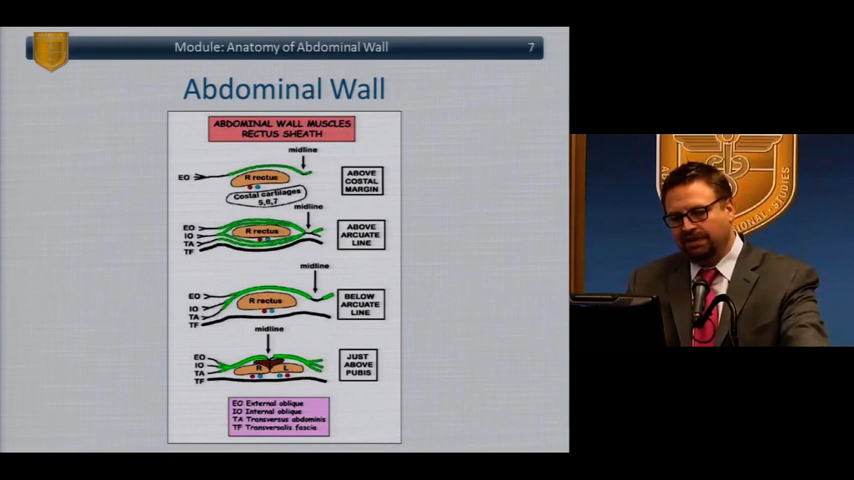 Module: Anatomy of Abdominal Wall 7
Abdominal Wall
ABDOMINAL WALL MUSCLES
RECTUS SHEATH
midline
EO
R rectus
Costal cartilages
5,6,7
ABOVE
COSTAL
MARGIN
midline
EO
IO
TA
TF
R rectus
ABOVE
ARCUATE
LINE
midline
EO
IO
TA
TF
R rectus
BELOW
ARCUATE
LINE
midline
EO
IO
TA
TF
R L
JUST
ABOVE
PUBIS
EO External oblique
IO Internal oblique
TA Transversus abdominis
TF Transversalis fascia
IONAL STUDIES